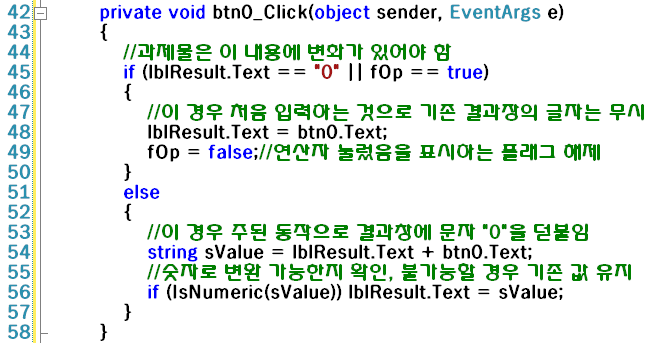 42 private void btn0_Click(object sender, EventArgs e)
43 {
44 //과제물은 이 내용에 변화가 있어야 함
45 if (lblResult.Text == "0" || fOp == true)
46 {
47 //이 경우 처음 입력하는 것으로 기존 결과창의 글자는 무시
48 lblResult.Text = btn0.Text;
49 fOp = false;//연산자 눌렀음을 표시하는 플래그 해제
50 }
51 else
52 {
53 //이 경우 주된 동작으로 결과창에 문자 "0"을 덛붙임
54 string sValue = lblResult.Text + btn0.Text;
55 //숫자로 변환 가능한지 확인, 불가능할 경우 기존 값 유지
56 if (IsNumeric(sValue)) lblResult.Text = sValue;
57 }
58 }